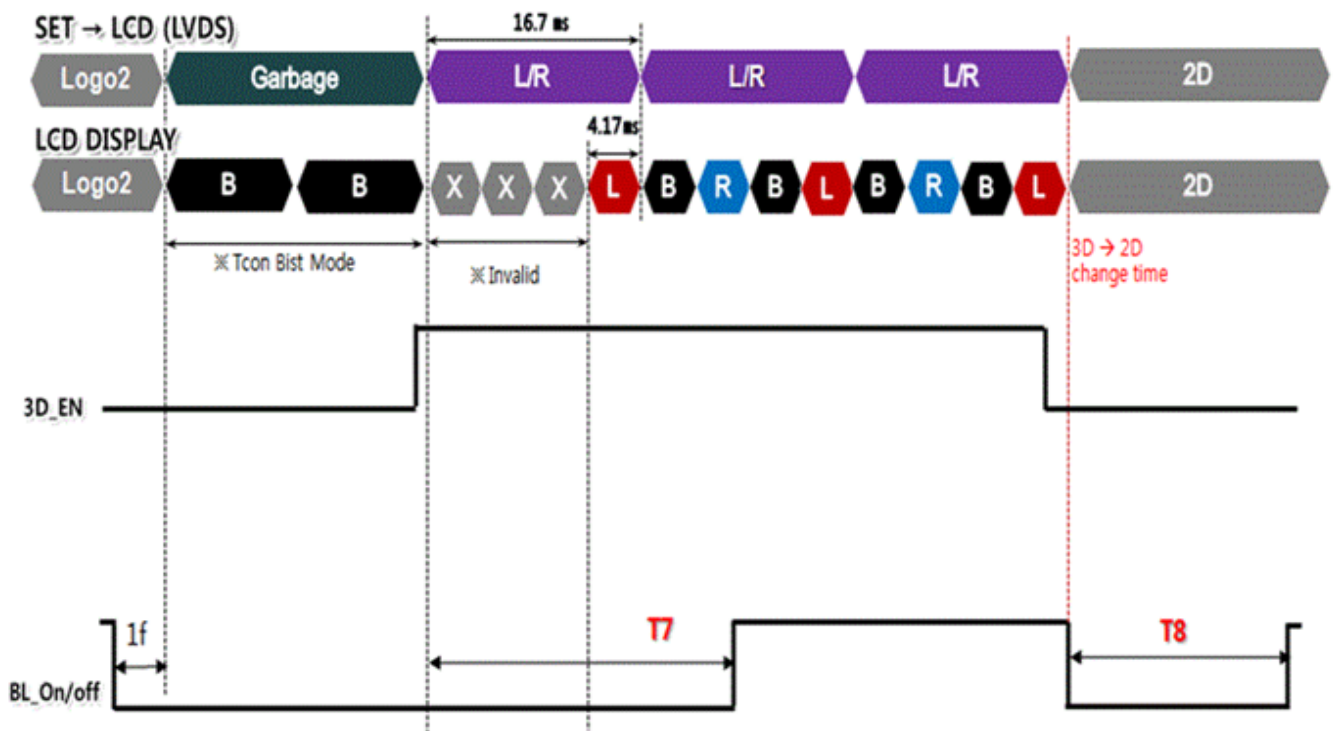 SET → LCD (LVDS)
16.7 ms
Logo2 Garbage L/R L/R L/R 2D
LCD DISPLAY
4.17ms
Logo2 B B X X X L B R B L B R B L 2D
※ Tcon Bist Mode
※ Invalid
3D → 2D
change time
3D_EN
1f
T7
T8
BL_On/off